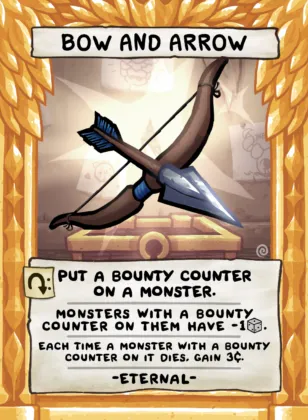 BOW AND ARROW
PUT A BOUNTY COUNTER
ON A MONSTER.
MONSTERS WITH A BOUNTY
COUNTER ON THEM HAVE -1.
EACH TIME A MONSTER WITH A BOUNTY
COUNTER ON IT DIES, GAIN 3¢.
-ETERNAL-